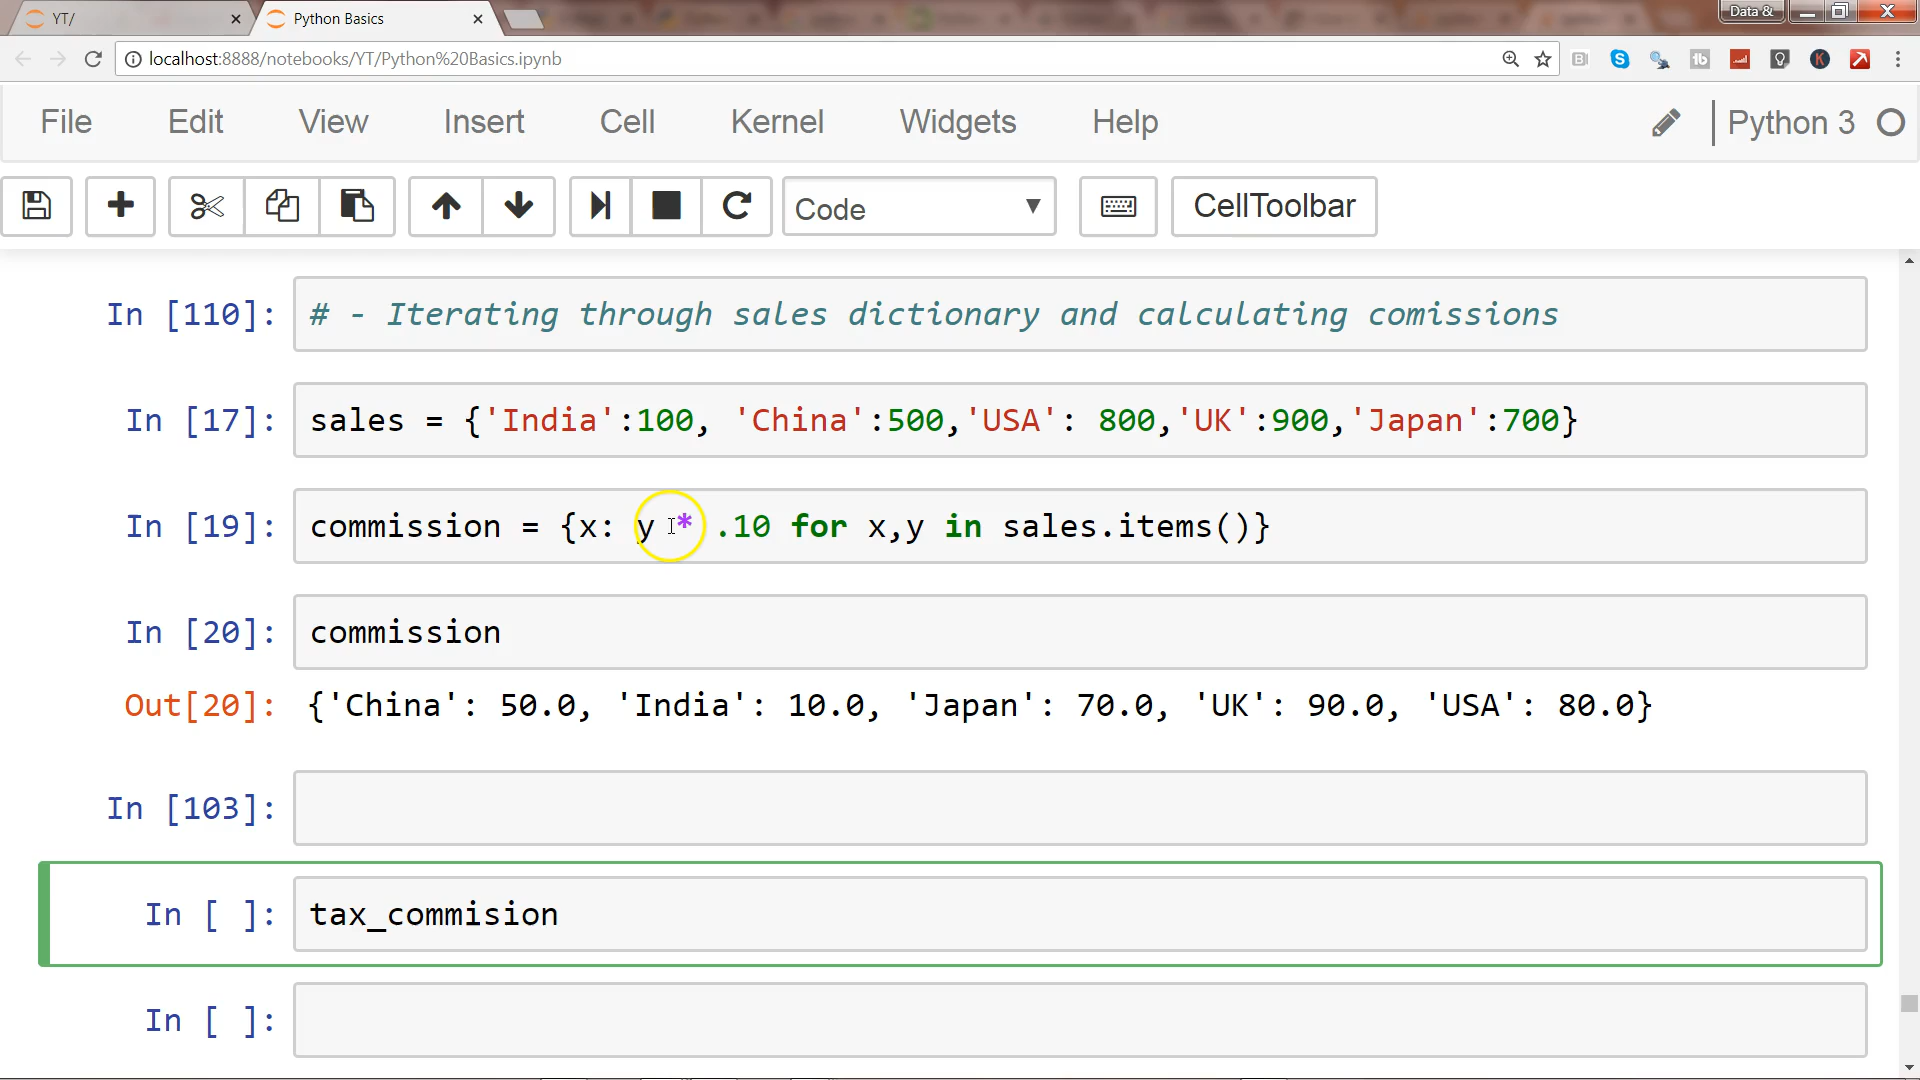 YT/
Python Basics
Data &
localhost:8888/notebooks/YT/Python%20Basics.ipynb
File Edit View Insert Cell Kernel Widgets Help Python 3
Code CellToolbar
In [110]: # - Iterating through sales dictionary and calculating comissions
In [17]: sales = {'India':100, 'China':500,'USA': 800,'UK':900,'Japan':700}
In [19]: commission = {x: y * .10 for x,y in sales.items()}
In [20]: commission
Out[20]: {'China': 50.0, 'India': 10.0, 'Japan': 70.0, 'UK': 90.0, 'USA': 80.0}
In [103]:
In [ ]: tax_commision
In [ ]: